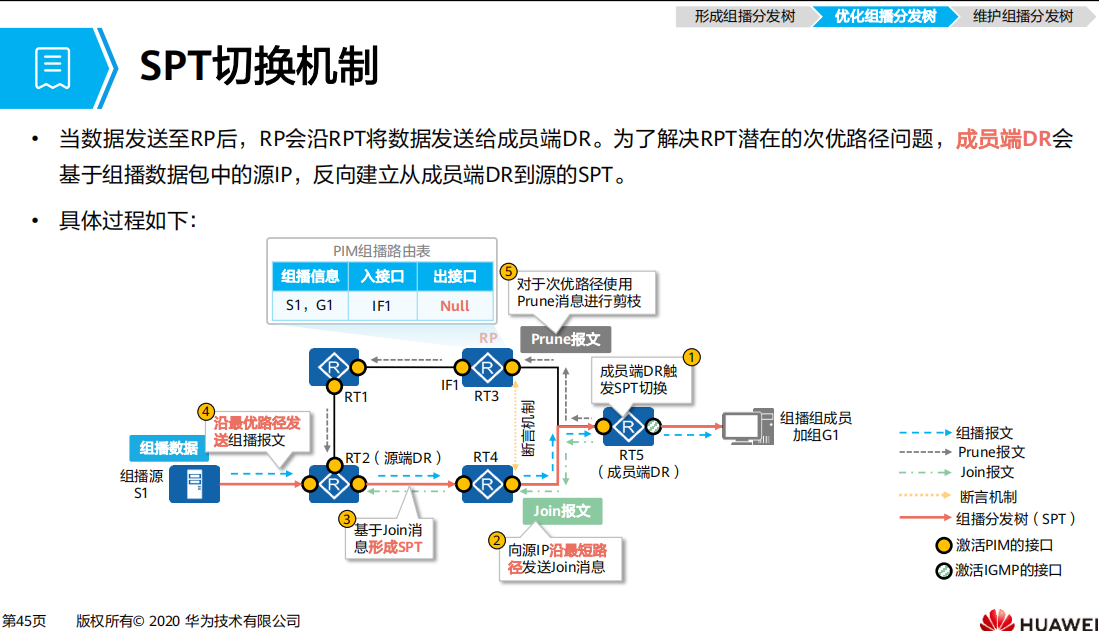 形成组播分发树
优化组播分发树
维护组播分发树
SPT切换机制
• 当数据发送至RP后，RP会沿RPT将数据发送给成员端DR。为了解决RPT潜在的次优路径问题，成员端DR会
基于组播数据包中的源IP，反向建立从成员端DR到源的SPT。
• 具体过程如下：
PIM组播路由表
组播信息 入接口 出接口
S1，G1 IF1 Null
5
对于次优路径使用
Prune消息进行剪枝
Prune报文
RP
1
成员端DR触
发SPT切换
RT1
IF1
RT3
4
沿最优路径发
送组播报文
断言机制
组播数据
组播源
S1
RT2（源端DR）
RT4
RT5
（成员端DR）
组播组成员
加组G1
3
基于Join消
息形成SPT
Join报文
2
向源IP沿最短路
径发送Join消息
组播报文
Prune报文
Join报文
断言机制
组播分发树（SPT）
激活PIM的接口
激活IGMP的接口
第45页 版权所有© 2020 华为技术有限公司
HUAWEI